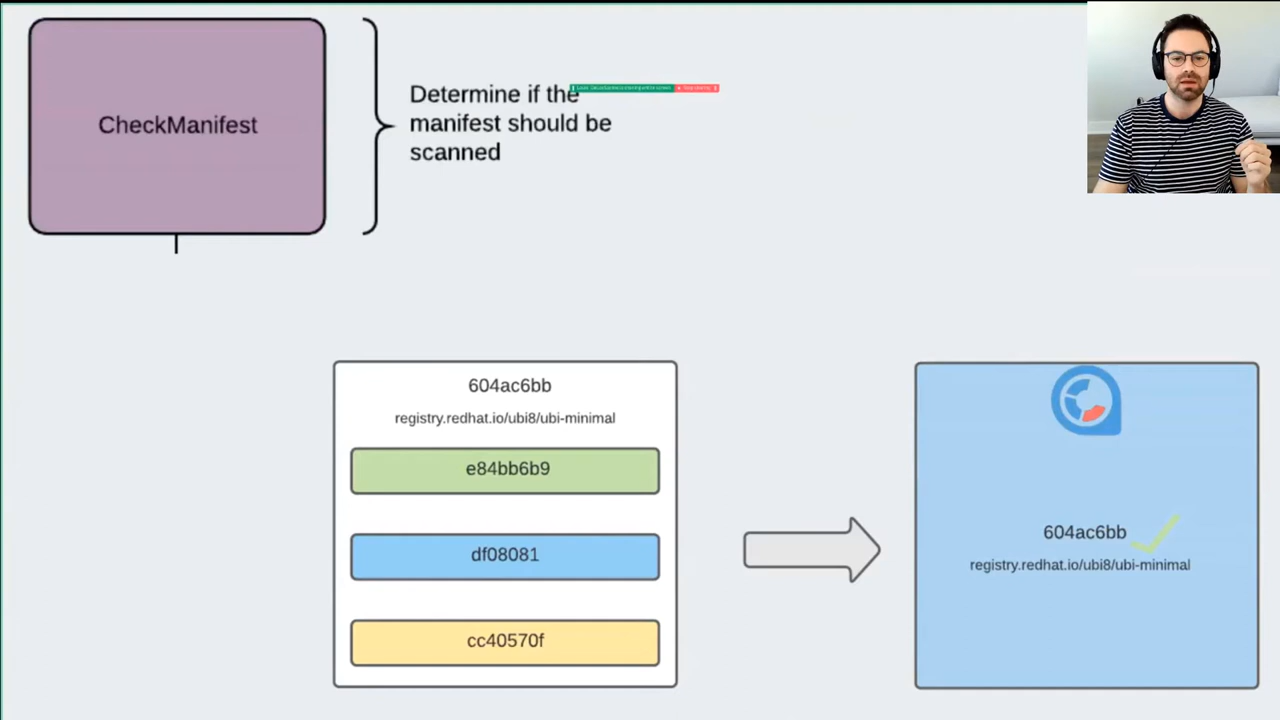 CheckManifest
Determine if the
manifest should be
scanned
604ac6bb
registry.redhat.io/ubi8/ubi-minimal
e84bb6b9
df08081
cc40570f
604ac6bb
registry.redhat.io/ubi8/ubi-minimal